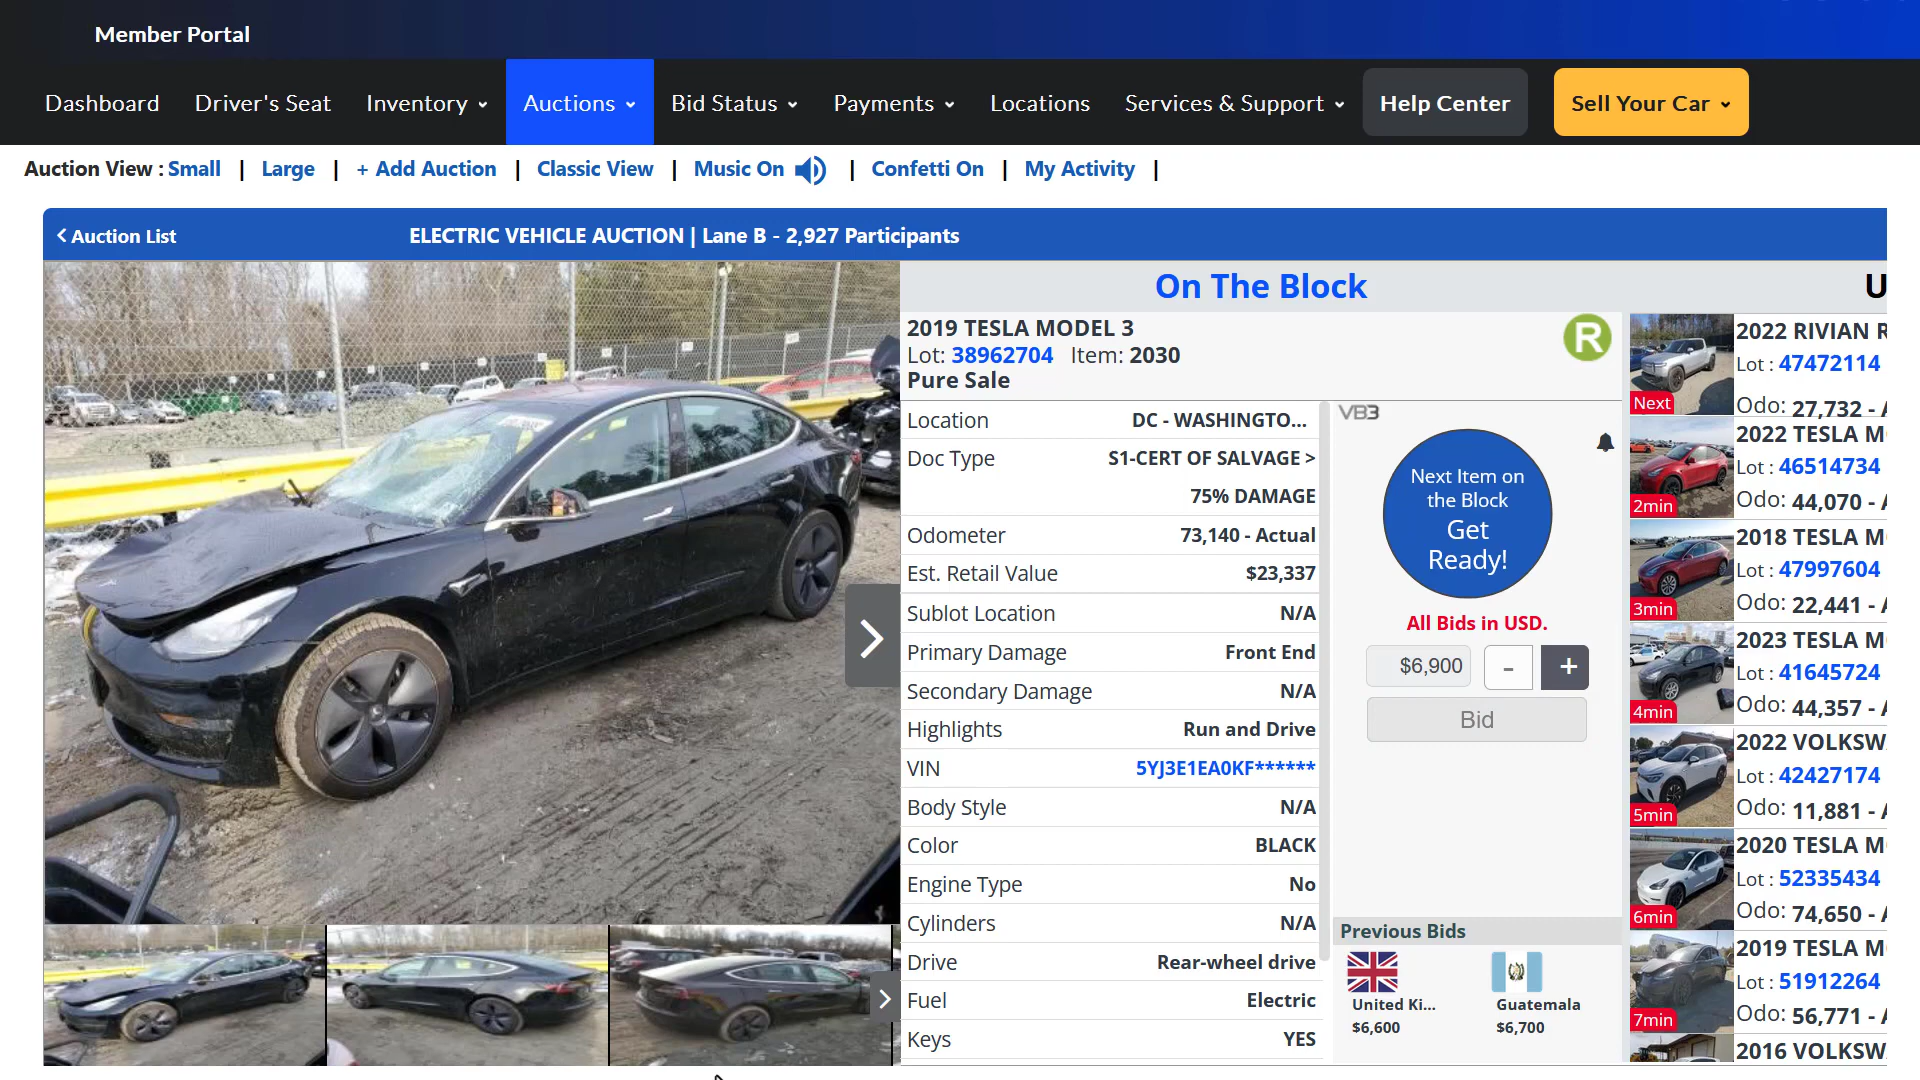 Member Portal
Dashboard
Driver's Seat
Inventory
Auctions
Bid Status
Payments
Locations
Services & Support
Help Center
Sell Your Car
Auction View : Small | Large | + Add Auction | Classic View | Music On | Confetti On | My Activity |
Auction List
ELECTRIC VEHICLE AUCTION | Lane B - 2,927 Participants
On The Block
2019 TESLA MODEL 3
Lot: 38962704 Item: 2030
Pure Sale
R
Location DC - WASHINGTO...
Doc Type S1-CERT OF SALVAGE >
75% DAMAGE
Odometer 73,140 - Actual
Est. Retail Value $23,337
Sublot Location N/A
Primary Damage Front End
Secondary Damage N/A
Highlights Run and Drive
VIN 5YJ3E1EA0KF******
Body Style N/A
Color BLACK
Engine Type No
Cylinders N/A
Drive Rear-wheel drive
Fuel Electric
Keys YES
VB3
Next Item on
the Block
Get
Ready!
All Bids in USD.
$6,900 - +
Bid
Previous Bids
United Ki...
$6,600
Guatemala
$6,700
U
2022 RIVIAN R
Lot : 47472114
Odo: 27,732 - A
Next
2022 TESLA M
Lot : 46514734
Odo: 44,070 - A
2min
2018 TESLA M
Lot : 47997604
Odo: 22,441 - A
3min
2023 TESLA M
Lot : 41645724
Odo: 44,357 - A
4min
2022 VOLKSW
Lot : 42427174
Odo: 11,881 - A
5min
2020 TESLA M
Lot : 52335434
Odo: 74,650 - A
6min
2019 TESLA M
Lot : 51912264
Odo: 56,771 - A
7min
2016 VOLKSW